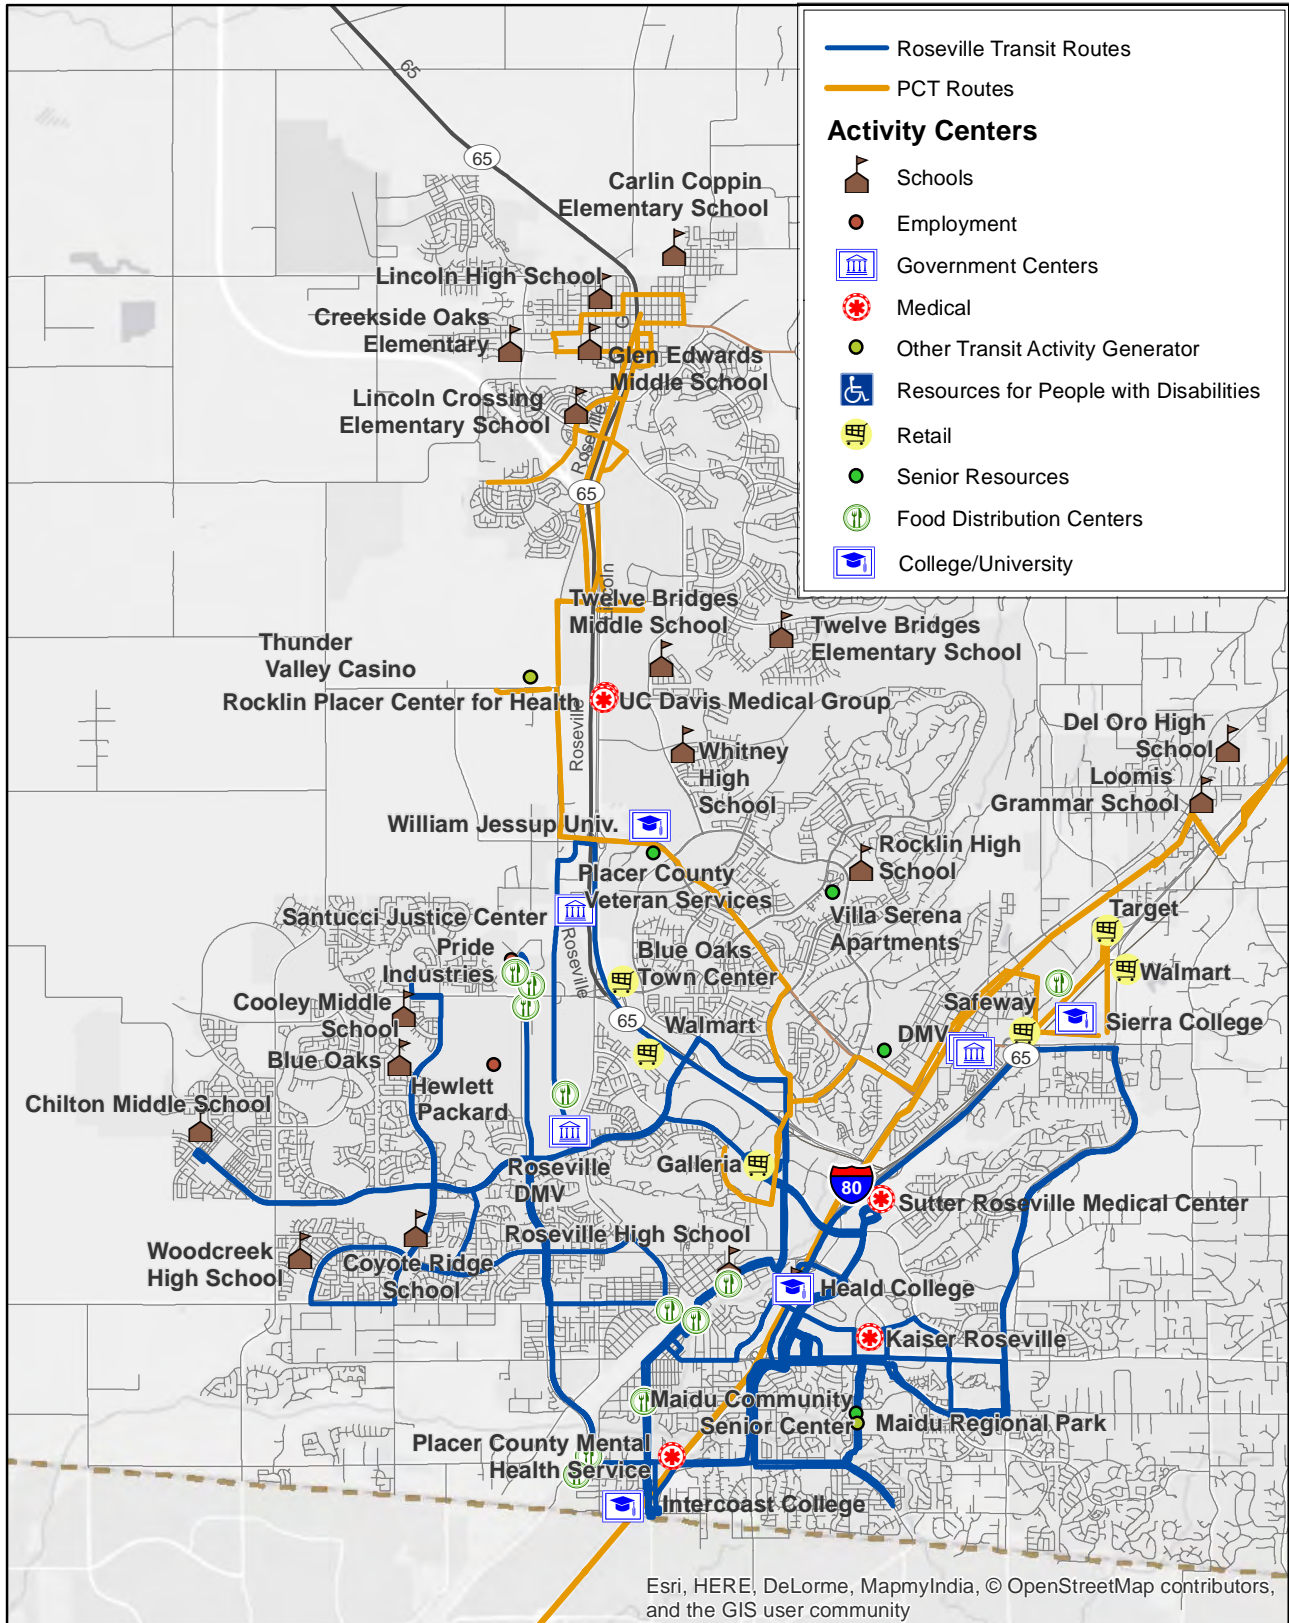 Roseville Transit Routes
PCT Routes
Activity Centers
Schools
Employment
Government Centers
Medical
Other Transit Activity Generator
Resources for People with Disabilities
Retail
Senior Resources
Food Distribution Centers
College/University
65
65
Carlin Coppin
Elementary School
Lincoln High School
G
Creekside Oaks
Elementary
Glen Edwards
Middle School
Lincoln Crossing
Elementary School
Roseville
65
Lincoln
Twelve Bridges
Middle School
Twelve Bridges
Elementary School
Thunder
Valley Casino
Rocklin Placer Center for Health
UC Davis Medical Group
Roseville
Whitney
High
School
Del Oro High
School
Loomis
Grammar School
William Jessup Univ.
Rocklin High
School
Placer County
Veteran Services
Santucci Justice Center
Villa Serena
Apartments
Target
Roseville
Pride
Industries
Blue Oaks
Town Center
Walmart
Cooley Middle
School
Safeway
65
Walmart
DMV
Sierra College
65
Blue Oaks
Hewlett
Packard
Chilton Middle School
Roseville
DMV
Galleria
80
Sutter Roseville Medical Center
Roseville High School
Woodcreek
High School
Coyote Ridge
School
Heald College
Kaiser Roseville
Maidu Community
Senior Center
Maidu Regional Park
Placer County Mental
Health Service
Intercoast College
Esri, HERE, DeLorme, MapmyIndia, © OpenStreetMap contributors,
and the GIS user community